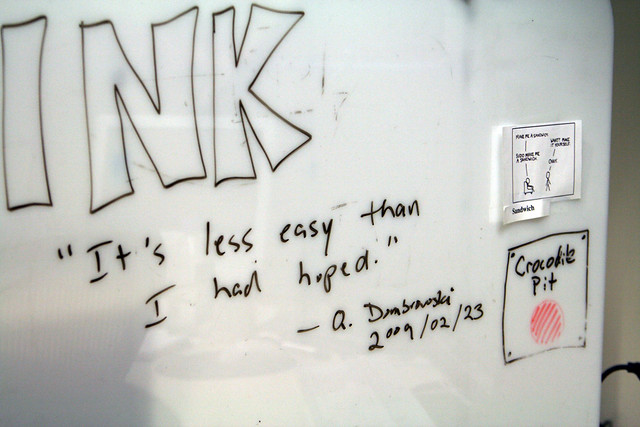 INK
"It's less easy than
I had hoped."
— a. Dombrowski
2009/02/23
MAKE ME A SANDWICH.
WHAT? MAKE
IT YOURSELF.
SUDO MAKE ME
A SANDWICH.
OKAY.
Sandwich
Crocodile
Pit